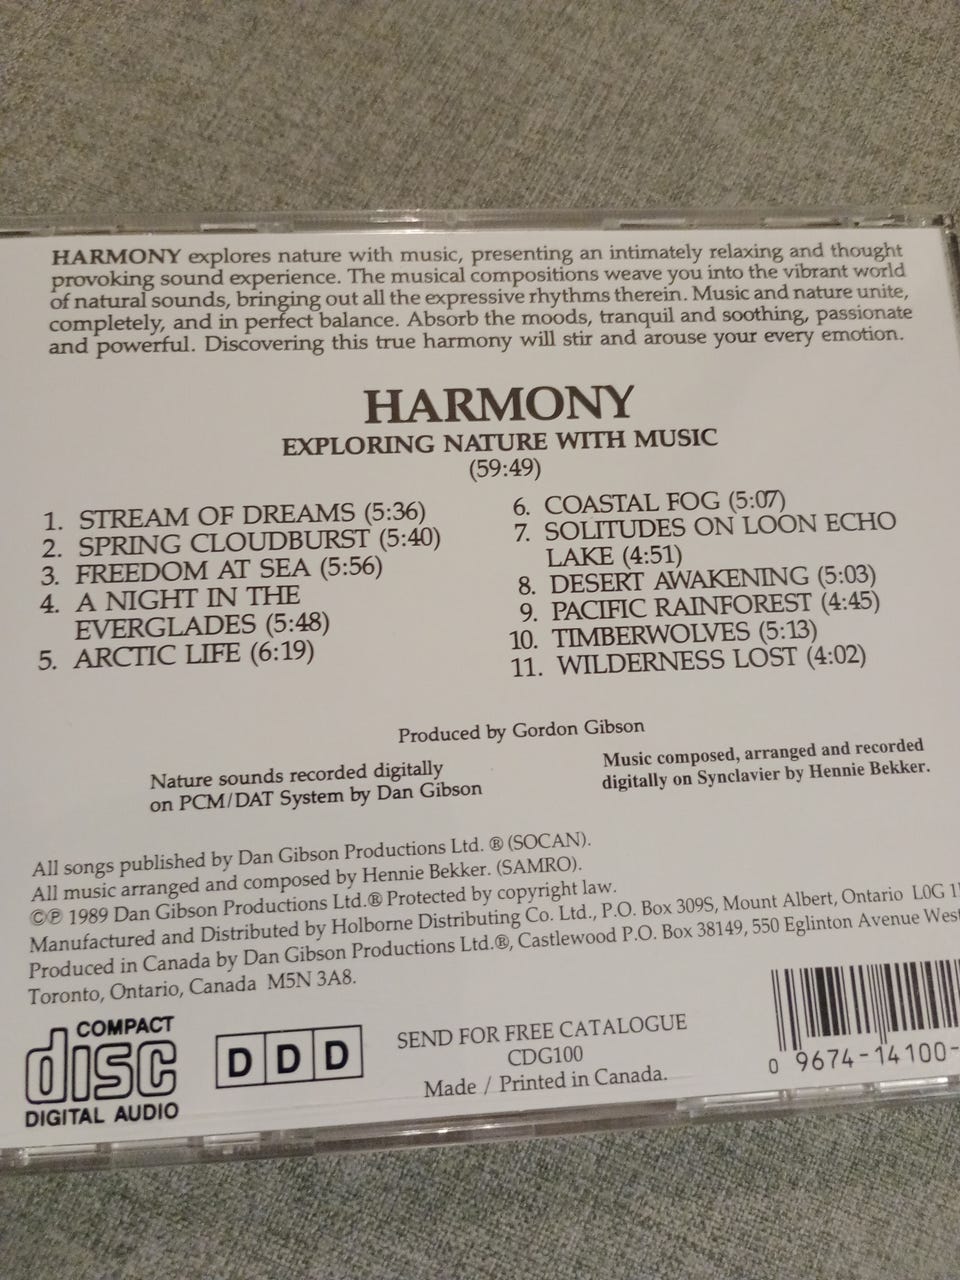 HARMONY explores nature with music, presenting an intimately relaxing and thought
provoking sound experience. The musical compositions weave you into the vibrant world
of natural sounds, bringing out all the expressive rhythms therein. Music and nature unite,
completely, and in perfect balance. Absorb the moods, tranquil and soothing, passionate
and powerful. Discovering this true harmony will stir and arouse your every emotion.
HARMONY
EXPLORING NATURE WITH MUSIC
(59:49)
1. STREAM OF DREAMS (5:36)
2. SPRING CLOUDBURST (5:40)
3. FREEDOM AT SEA (5:56)
4. A NIGHT IN THE
EVERGLADES (5:48)
5. ARCTIC LIFE (6:19)
6. COASTAL FOG (5:07)
7. SOLITUDES ON LOON ECHO
LAKE (4:51)
8. DESERT AWAKENING (5:03)
9. PACIFIC RAINFOREST (4:45)
10. TIMBERWOLVES (5:13)
11. WILDERNESS LOST (4:02)
Produced by Gordon Gibson
Nature sounds recorded digitally
on PCM/DAT System by Dan Gibson
Music composed, arranged and recorded
digitally on Synclavier by Hennie Bekker.
All songs published by Dan Gibson Productions Ltd. ® (SOCAN).
All music arranged and composed by Hennie Bekker. (SAMRO).
©℗ 1989 Dan Gibson Productions Ltd.® Protected by copyright law.
Manufactured and Distributed by Holborne Distributing Co. Ltd., P.O. Box 309S, Mount Albert, Ontario L0G
Produced in Canada by Dan Gibson Productions Ltd.®, Castlewood P.O. Box 38149, 550 Eglinton Avenue West
Toronto, Ontario, Canada M5N 3A8.
COMPACT
disc
DIGITAL AUDIO
D D D
SEND FOR FREE CATALOGUE
CDG100
Made / Printed in Canada.
0 9674-14100-